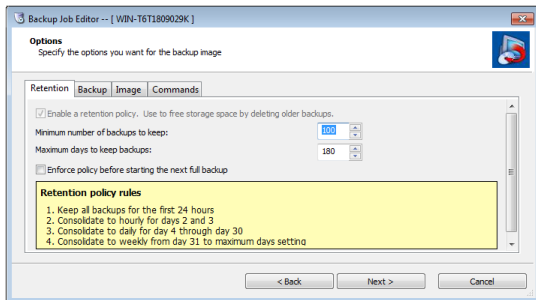 Backup Job Editor -- [ WIN-T6T1809029K ]
Options
Specify the options you want for the backup image
Retention Backup Image Commands
Enable a retention policy. Use to free storage space by deleting older backups.
Minimum number of backups to keep: 100
Maximum days to keep backups: 180
Enforce policy before starting the next full backup
Retention policy rules
1. Keep all backups for the first 24 hours
2. Consolidate to hourly for days 2 and 3
3. Consolidate to daily for day 4 through day 30
4. Consolidate to weekly from day 31 to maximum days setting
< Back Next > Cancel